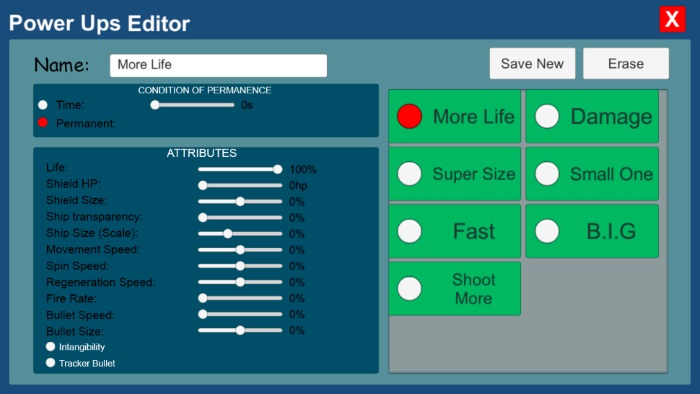 Power Ups Editor
X
Name:
More Life
Save New
Erase
CONDITION OF PERMANENCE
Time:
0s
Permanent:
ATTRIBUTES
Life:
100%
Shield HP:
0hp
Shield Size:
0%
Ship transparency:
0%
Ship Size (Scale):
0%
Movement Speed:
0%
Spin Speed:
0%
Regeneration Speed:
0%
Fire Rate:
0%
Bullet Speed:
0%
Bullet Size:
0%
Intangibility
Tracker Bullet
More Life
Damage
Super Size
Small One
Fast
B.I.G
Shoot
More